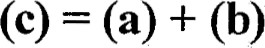 (c) = (a) + (b)